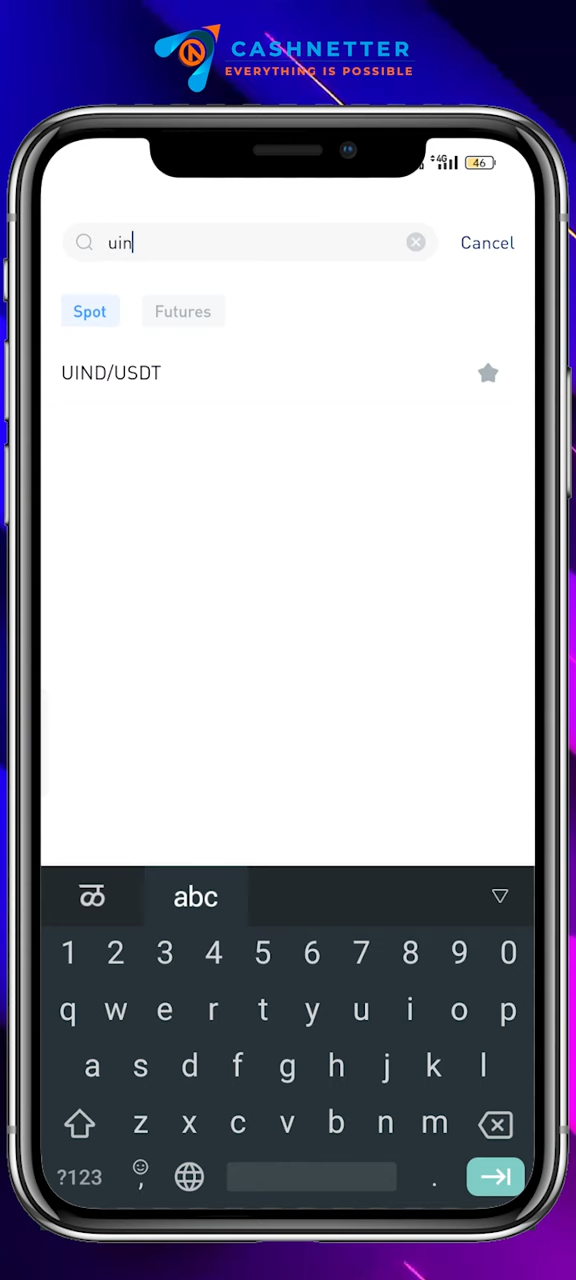 CASHNETTER
EVERYTHING IS POSSIBLE
4G 46
uin Cancel
Spot Futures
UIND/USDT
ळ abc
1 2 3 4 5 6 7 8 9 0
q w e r t y u i o p
a s d f g h j k l
z x c v b n m
?123 , .